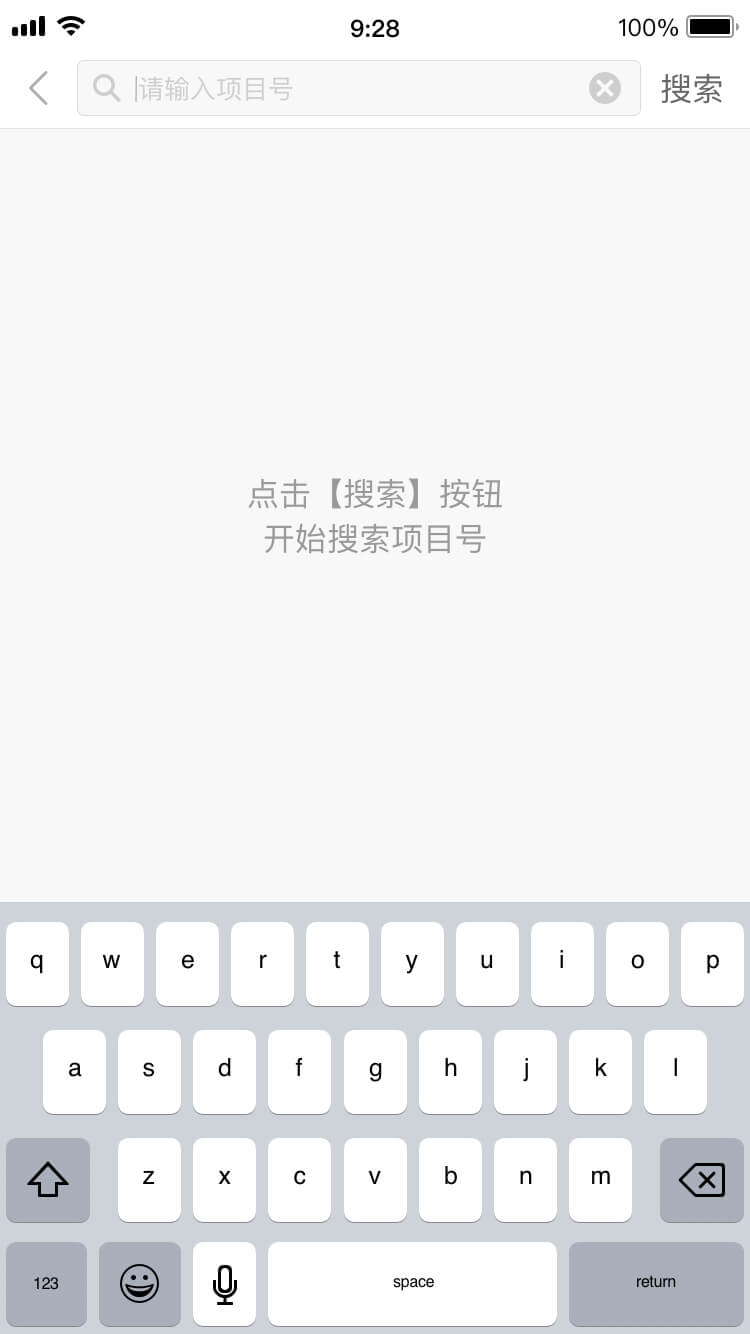 9:28
100%
请输入项目号
搜索
点击【搜索】按钮
开始搜索项目号
q w e r t y u i o p
a s d f g h j k l
z x c v b n m
123 space return